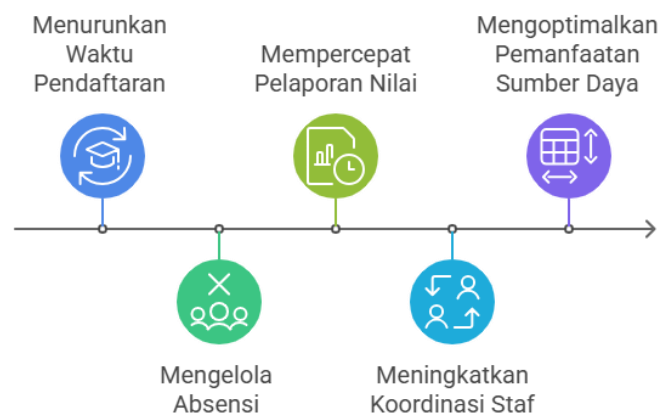 Menurunkan
Waktu
Pendaftaran
Mengelola
Absensi
Mempercepat
Pelaporan Nilai
Meningkatkan
Koordinasi Staf
Mengoptimalkan
Pemanfaatan
Sumber Daya